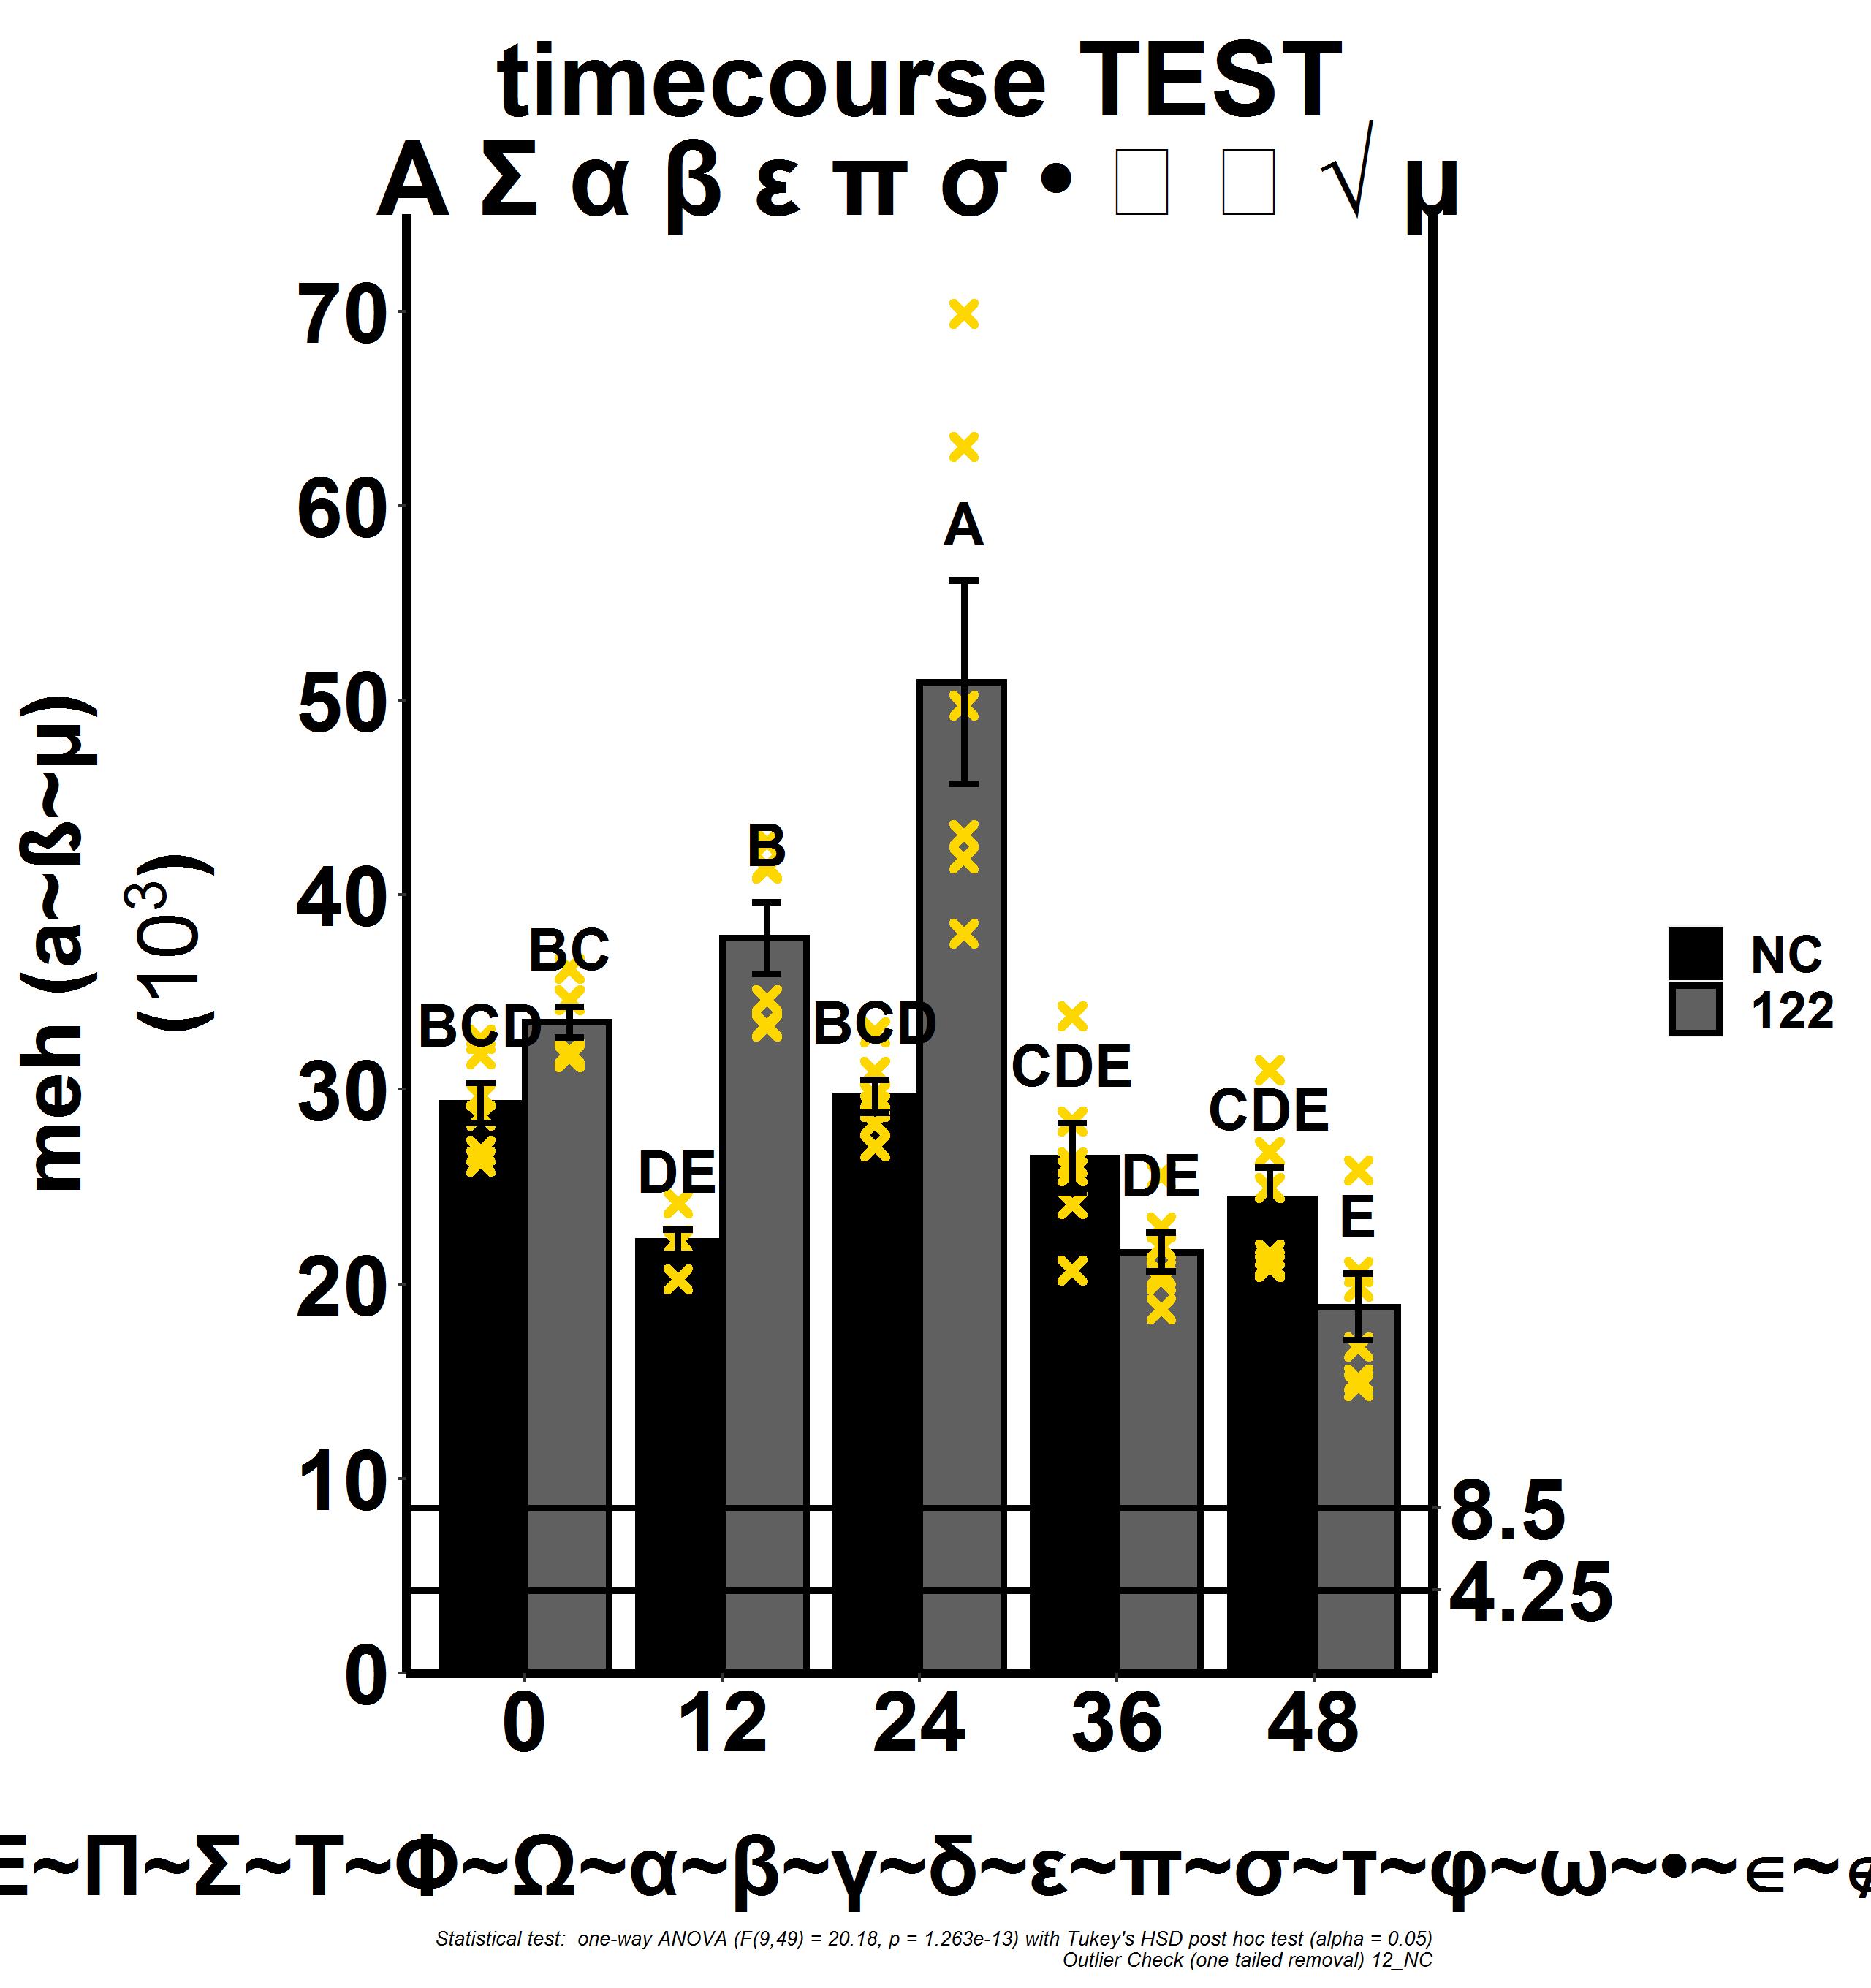 timecourse TEST
Α Σ α β ε π σ • □ □ √ μ
meh (a~ß~µ)
(10³)
70
60
50
40
30
20
10
0
A
B
BC
BCD
BCD
CDE
CDE
DE
DE
E
NC
122
8.5
4.25
0 12 24 36 48
Ε~Π~Σ~Τ~Φ~Ω~α~β~γ~δ~ε~π~σ~τ~φ~ω~•~∈~∉
Statistical test:  one-way ANOVA (F(9,49) = 20.18, p = 1.263e-13) with Tukey's HSD post hoc test (alpha = 0.05)
Outlier Check (one tailed removal) 12_NC